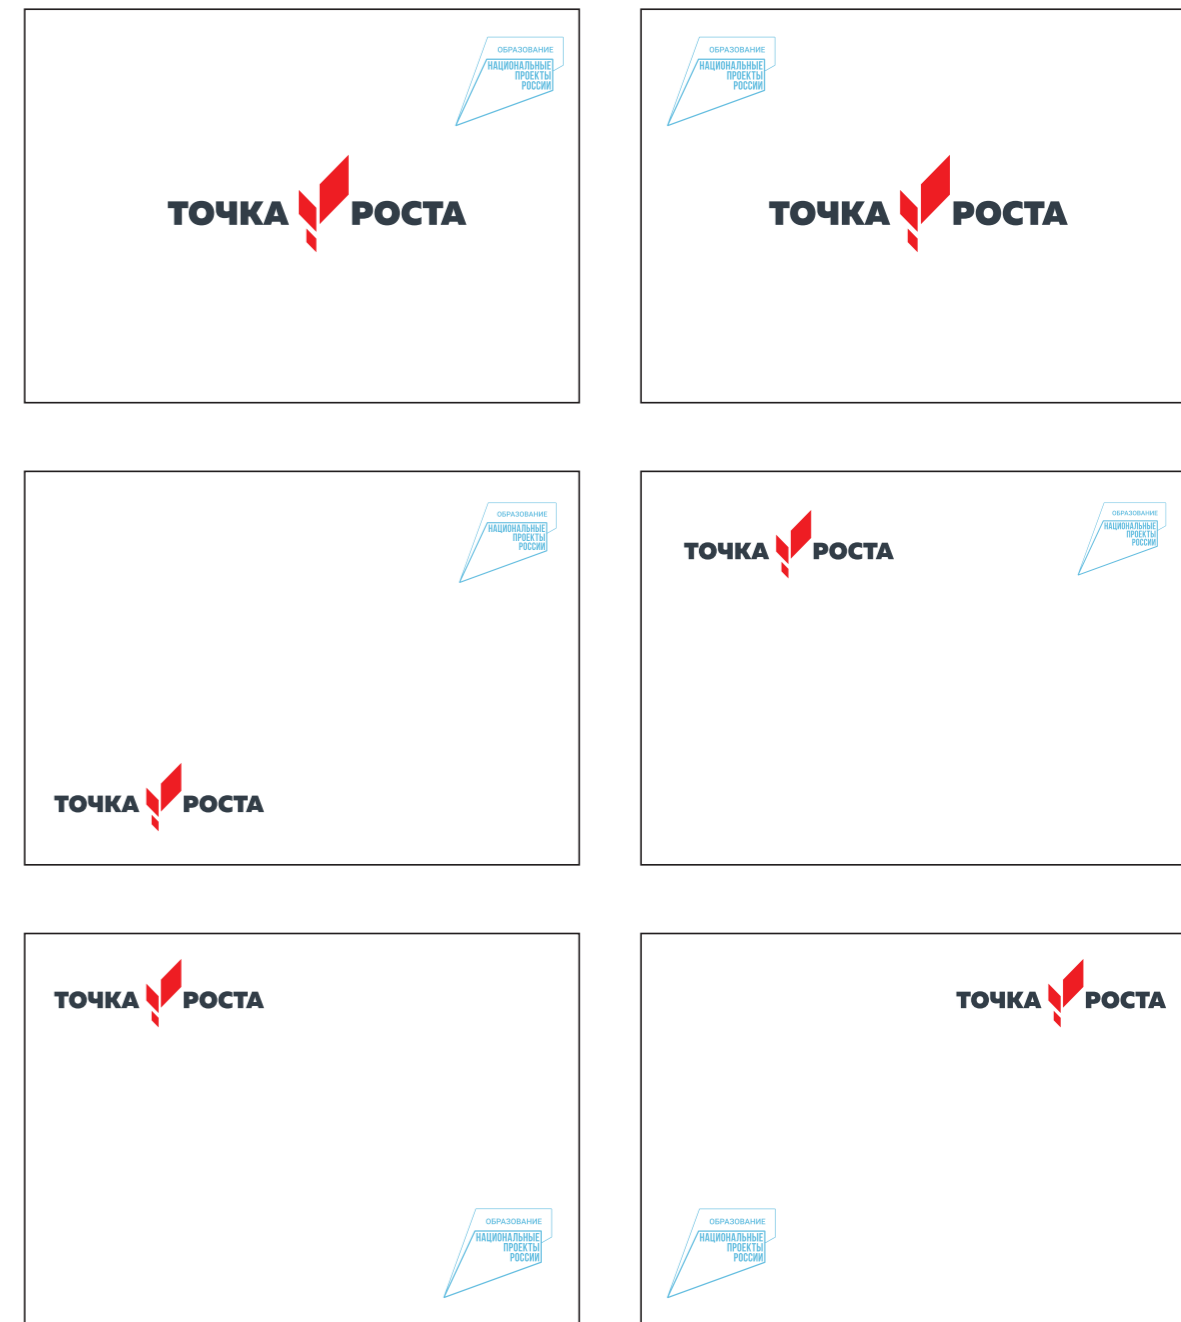 ОБРАЗОВАНИЕ
НАЦИОНАЛЬНЫЕ
ПРОЕКТЫ
РОССИИ
ТОЧКА РОСТА
ОБРАЗОВАНИЕ
НАЦИОНАЛЬНЫЕ
ПРОЕКТЫ
РОССИИ
ТОЧКА РОСТА
ОБРАЗОВАНИЕ
НАЦИОНАЛЬНЫЕ
ПРОЕКТЫ
РОССИИ
ТОЧКА РОСТА
ОБРАЗОВАНИЕ
НАЦИОНАЛЬНЫЕ
ПРОЕКТЫ
РОССИИ
ТОЧКА РОСТА
ТОЧКА РОСТА
ОБРАЗОВАНИЕ
НАЦИОНАЛЬНЫЕ
ПРОЕКТЫ
РОССИИ
ТОЧКА РОСТА
ОБРАЗОВАНИЕ
НАЦИОНАЛЬНЫЕ
ПРОЕКТЫ
РОССИИ